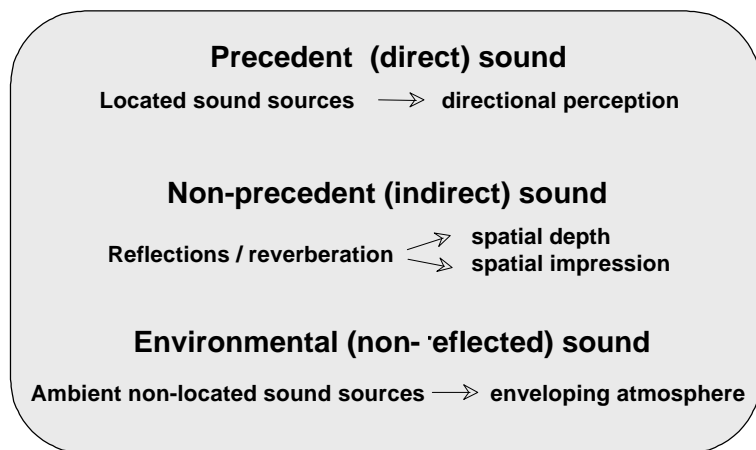 Precedent (direct) sound
Located sound sources → directional perception
Non-precedent (indirect) sound
Reflections / reverberation → spatial depth
→ spatial impression
Environmental (non- eflected) sound
Ambient non-located sound sources → enveloping atmosphere